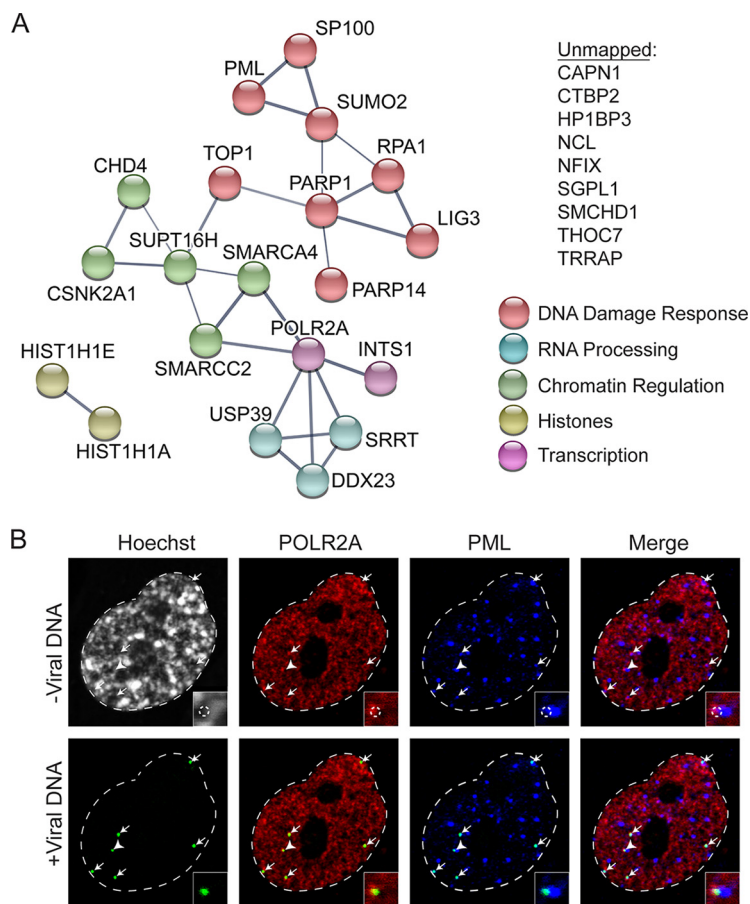 A
SP100
PML
SUMO2
RPA1
TOP1
PARP1
CHD4
LIG3
SUPT16H
SMARCA4
CSNK2A1
PARP14
POLR2A
INTS1
SMARCC2
HIST1H1E
HIST1H1A
USP39
SRRT
DDX23
Unmapped:
CAPN1
CTBP2
HP1BP3
NCL
NFIX
SGPL1
SMCHD1
THOC7
TRRAP
DNA Damage Response
RNA Processing
Chromatin Regulation
Histones
Transcription
B
Hoechst
POLR2A
PML
Merge
-Viral DNA
+Viral DNA